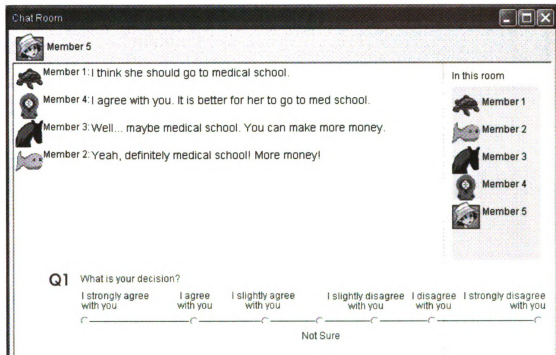 Chat Room
Member 5
Member 1: I think she should go to medical school.
Member 4: I agree with you. It is better for her to go to med school.
Member 3: Well... maybe medical school. You can make more money.
Member 2: Yeah, definitely medical school! More money!
In this room
Member 1
Member 2
Member 3
Member 4
Member 5
Q1 What is your decision?
I strongly agree with you
I agree with you
I slightly agree with you
I slightly disagree with you
I disagree with you
I strongly disagree with you
Not Sure